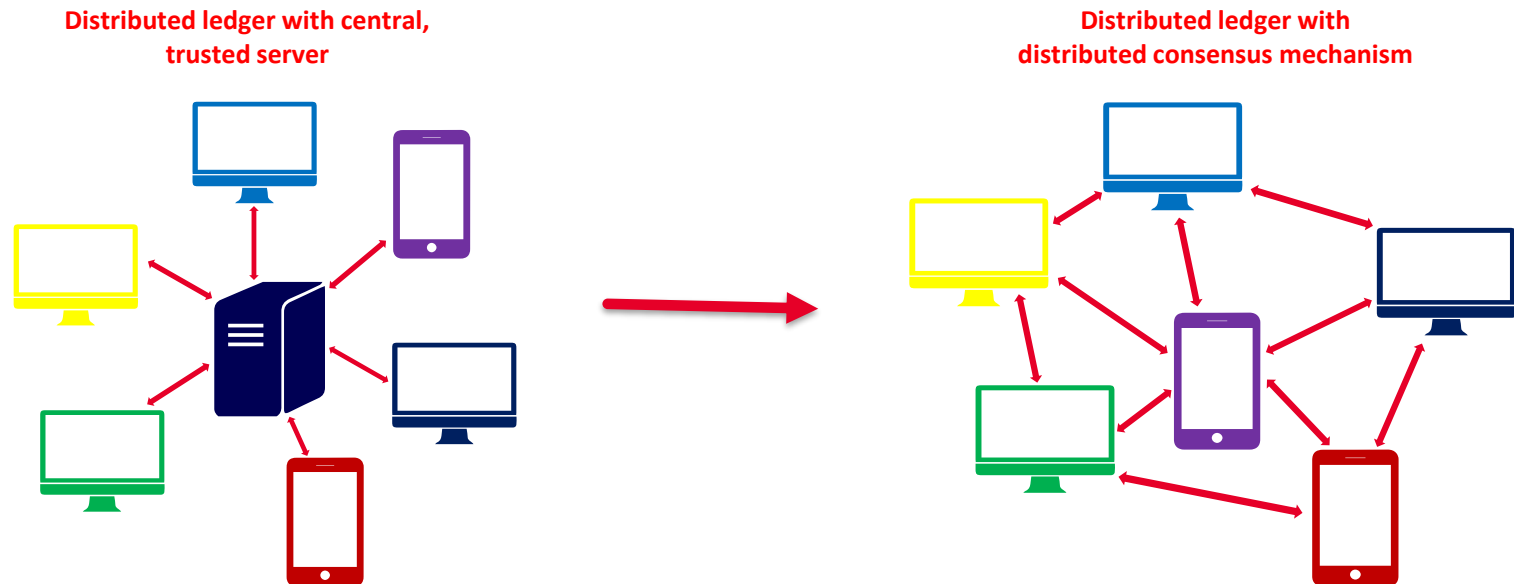 Distributed ledger with central,
trusted server
Distributed ledger with
distributed consensus mechanism